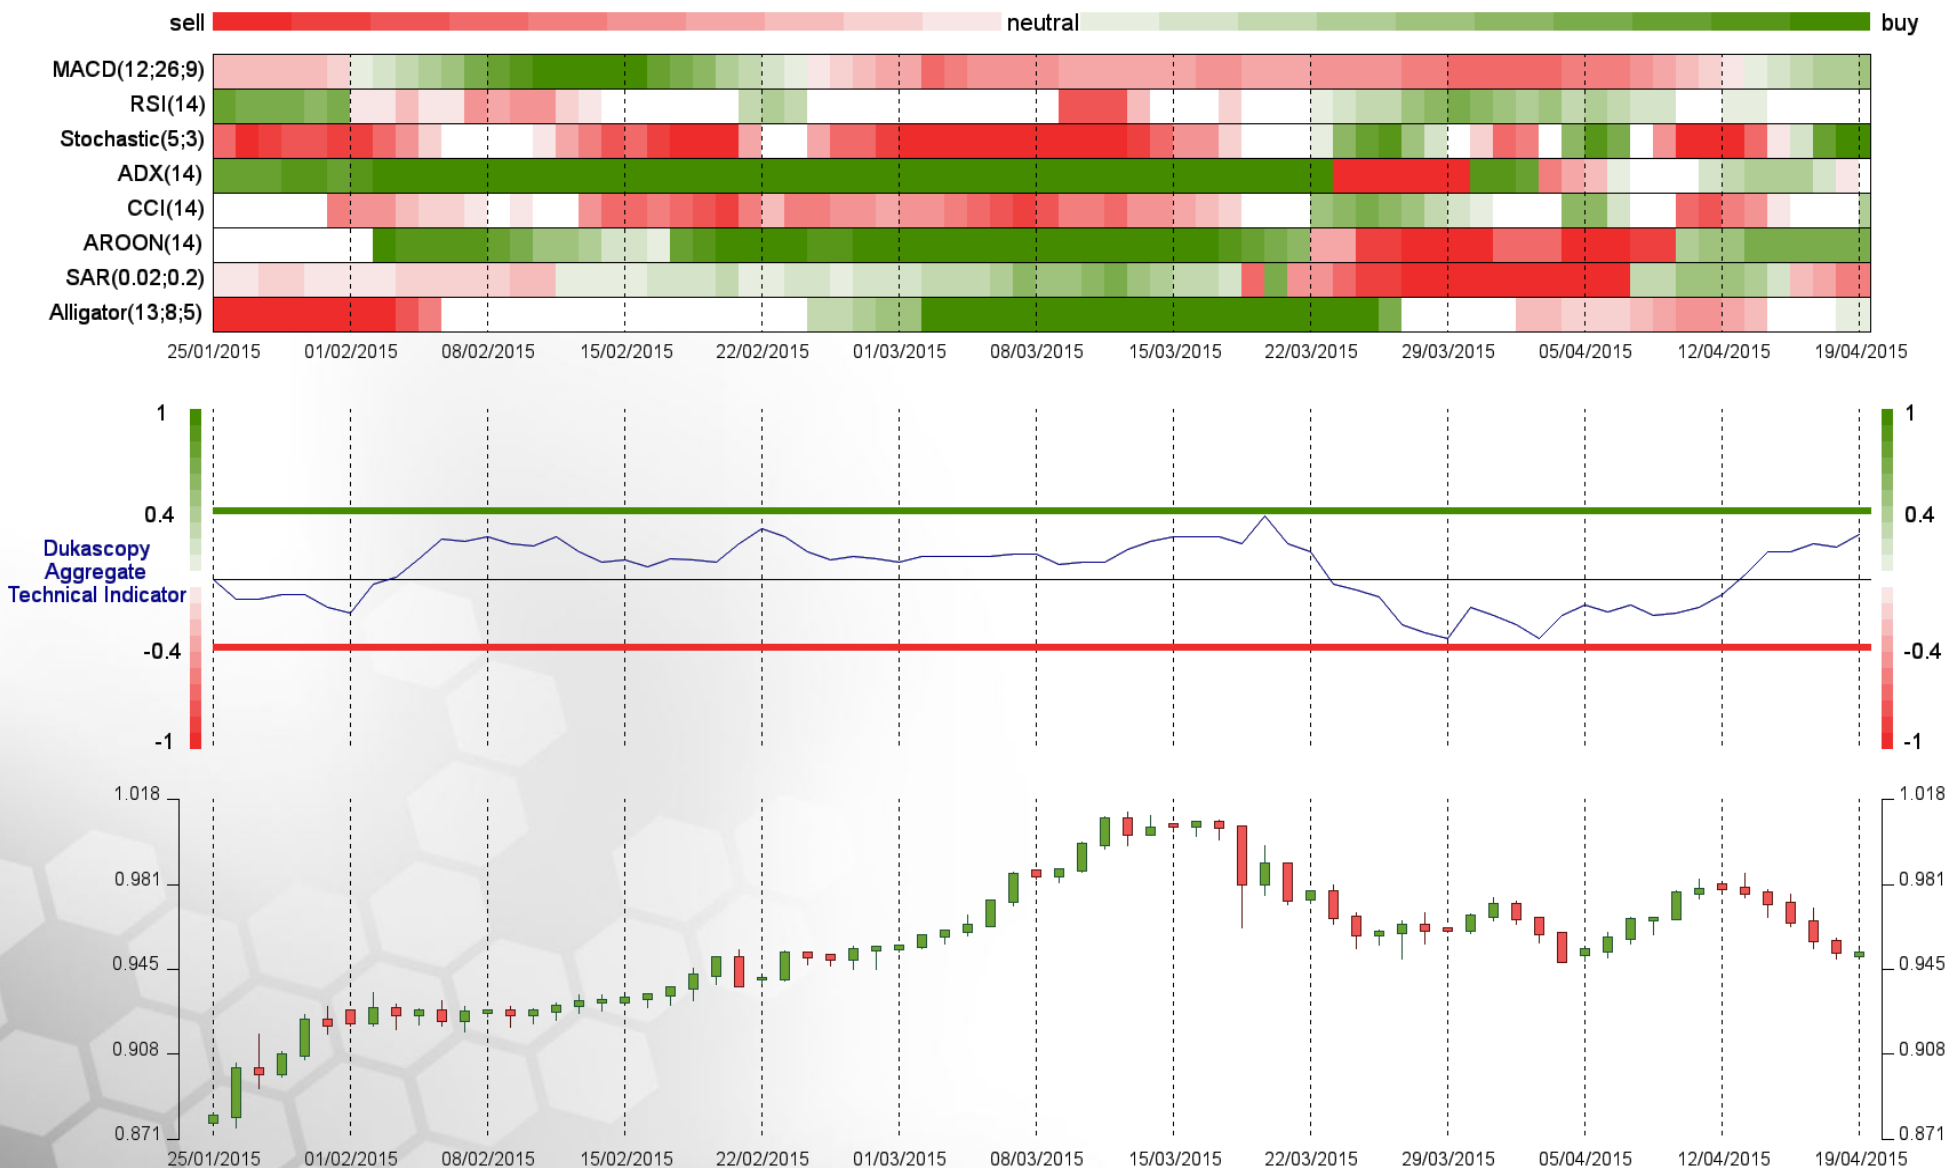 sell neutral buy
MACD(12;26;9)
RSI(14)
Stochastic(5;3)
ADX(14)
CCI(14)
AROON(14)
SAR(0.02;0.2)
Alligator(13;8;5)
25/01/2015 01/02/2015 08/02/2015 15/02/2015 22/02/2015 01/03/2015 08/03/2015 15/03/2015 22/03/2015 29/03/2015 05/04/2015 12/04/2015 19/04/2015
1 1
0.4 0.4
Dukascopy
Aggregate
Technical Indicator
-0.4 -0.4
-1 -1
1.018 1.018
0.981 0.981
0.945 0.945
0.908 0.908
0.871 0.871
25/01/2015 01/02/2015 08/02/2015 15/02/2015 22/02/2015 01/03/2015 08/03/2015 15/03/2015 22/03/2015 29/03/2015 05/04/2015 12/04/2015 19/04/2015